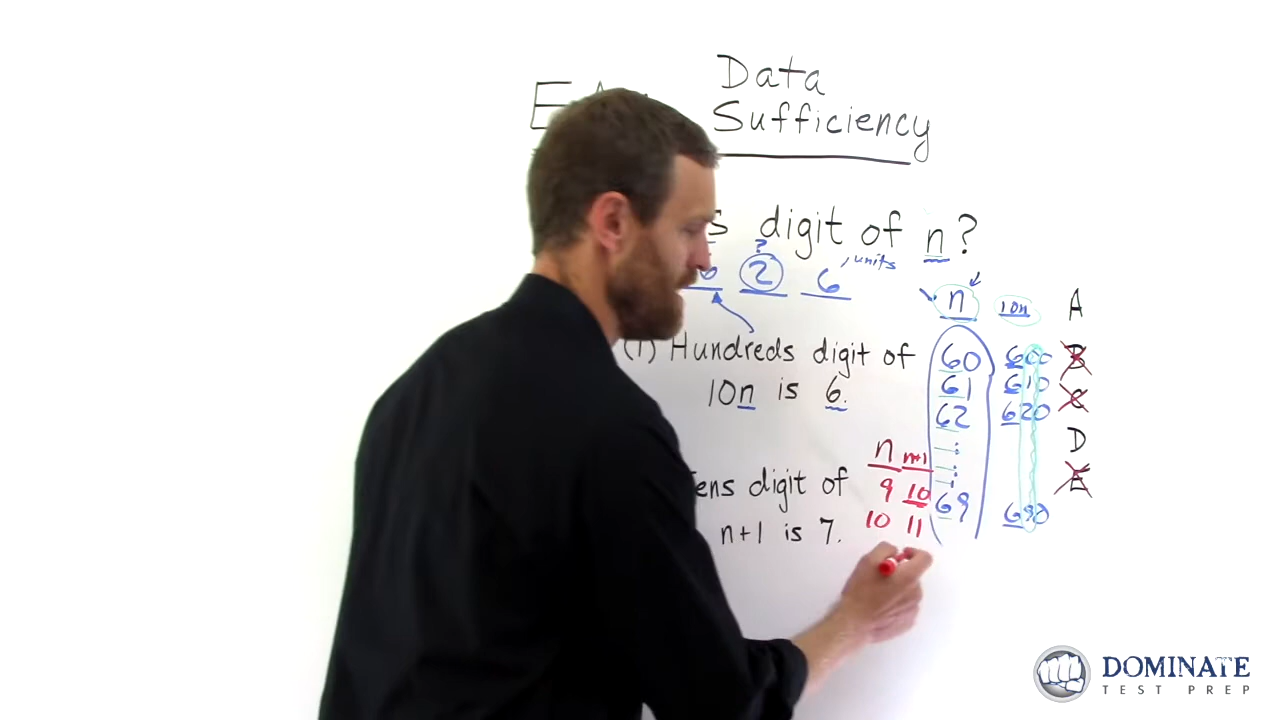 Data
Sufficiency
digit of n?
?
2 6 , units
n 10n A
(1) Hundreds digit of
10n is 6.
60 600 B
61 610 C
62 620
n n+1 D
digit of 9 10 E
69 690
n+1 is 7. 10 11
DOMINATE
TEST PREP